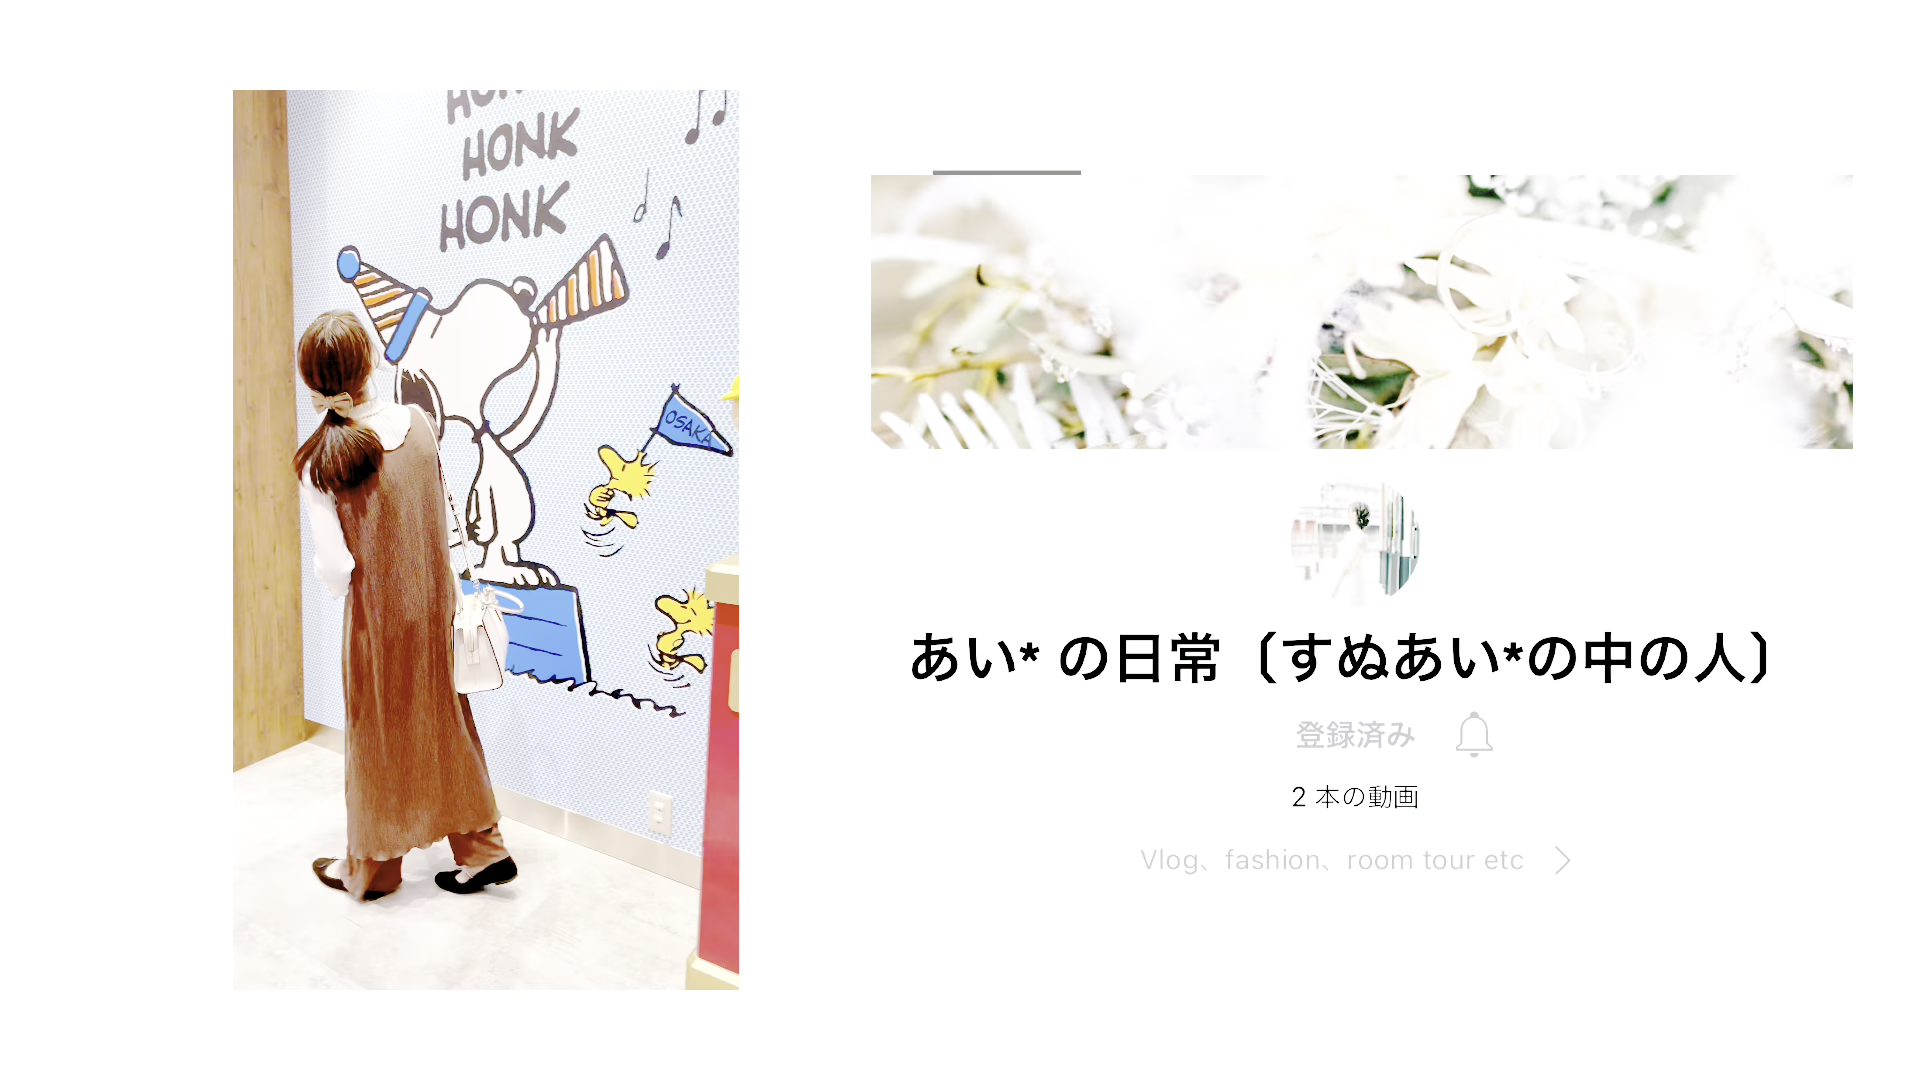 HONK
HONK
OSAKA
あい* の日常〔すぬあい*の中の人〕
登録済み
2 本の動画
Vlog、fashion、room tour etc